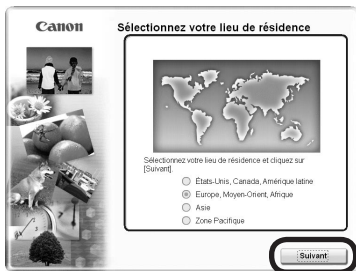 Canon
Sélectionnez votre lieu de résidence
Sélectionnez votre lieu de résidence et cliquez sur
[Suivant].
États-Unis, Canada, Amérique latine
Europe, Moyen-Orient, Afrique
Asie
Zone Pacifique
Suivant